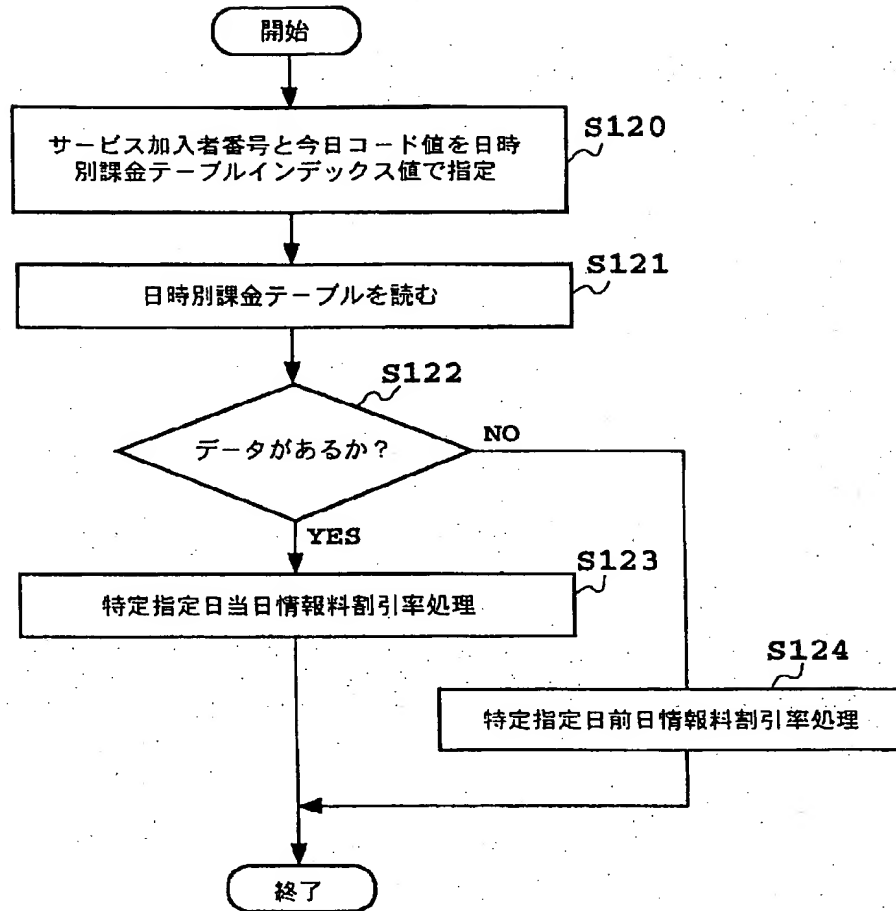 開始
S120
サービス加入者番号と今日コード値を日時
別課金テーブルインデックス値で指定
S121
日時別課金テーブルを読む
S122
データがあるか?
NO
YES
S123
特定指定日当日情報料割引率処理
S124
特定指定日前日情報料割引率処理
終了